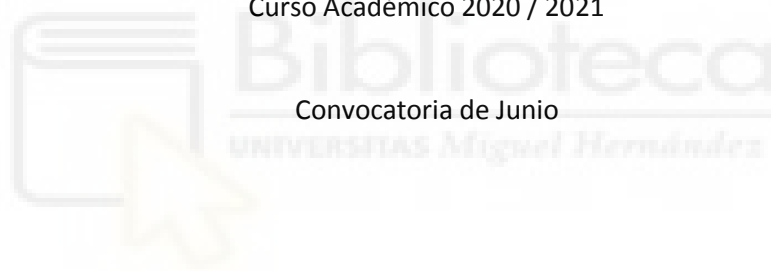 Curso Académico 2020 / 2021
Biblioteca
Convocatoria de Junio
UNIVERSITAS Miguel Hernández